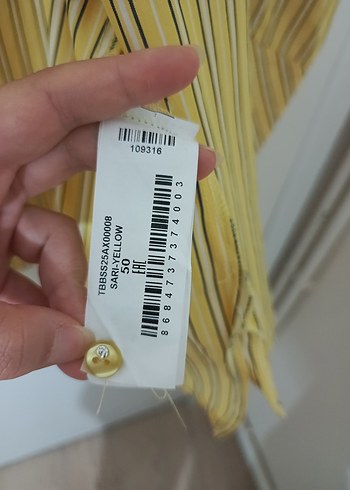 109316
TBBSS25AX00008
SARI-YELLOW
50
EAC
8684737374003